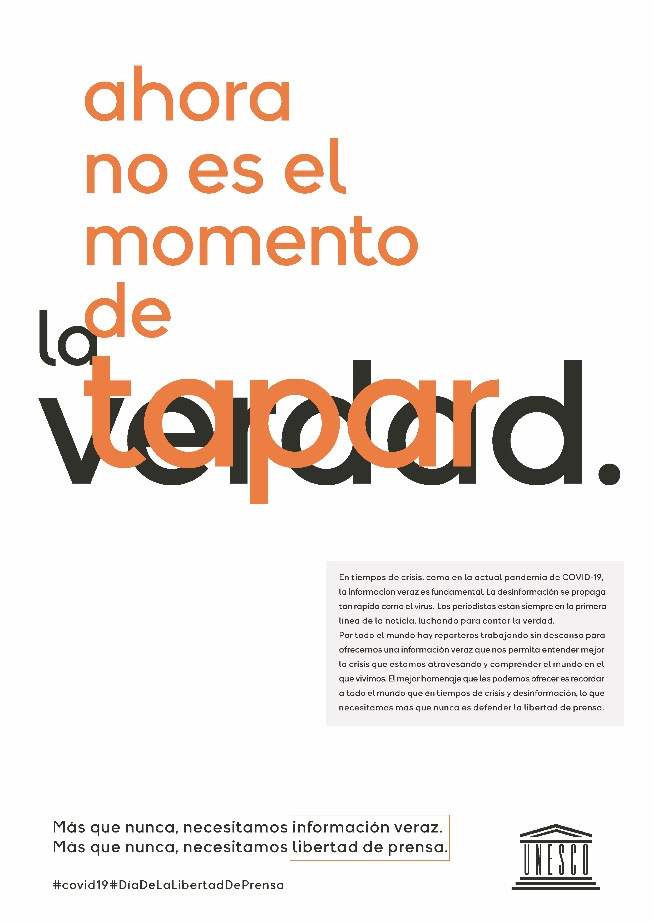 ahora
no es el
momento
de
tapar
la
verdad.
En tiempos de crisis, como en la actual pandemia de COVID-19,
la información veraz es fundamental. La desinformación se propaga
tan rápido como el virus. Los periodistas están siempre en la primera
línea de la noticia, luchando para contar la verdad.
Por todo el mundo hay reporteros trabajando sin descanso para
ofrecernos una información veraz que nos permita entender mejor
la crisis que estamos atravesando y comprender el mundo en el
que vivimos. El mejor homenaje que les podemos ofrecer es recordar
a todo el mundo que en tiempos de crisis y desinformación, lo que
necesitamos más que nunca es defender la libertad de prensa.
Más que nunca, necesitamos información veraz.
Más que nunca, necesitamos libertad de prensa.
#covid19#DíaDeLaLibertadDePrensa
UNESCO